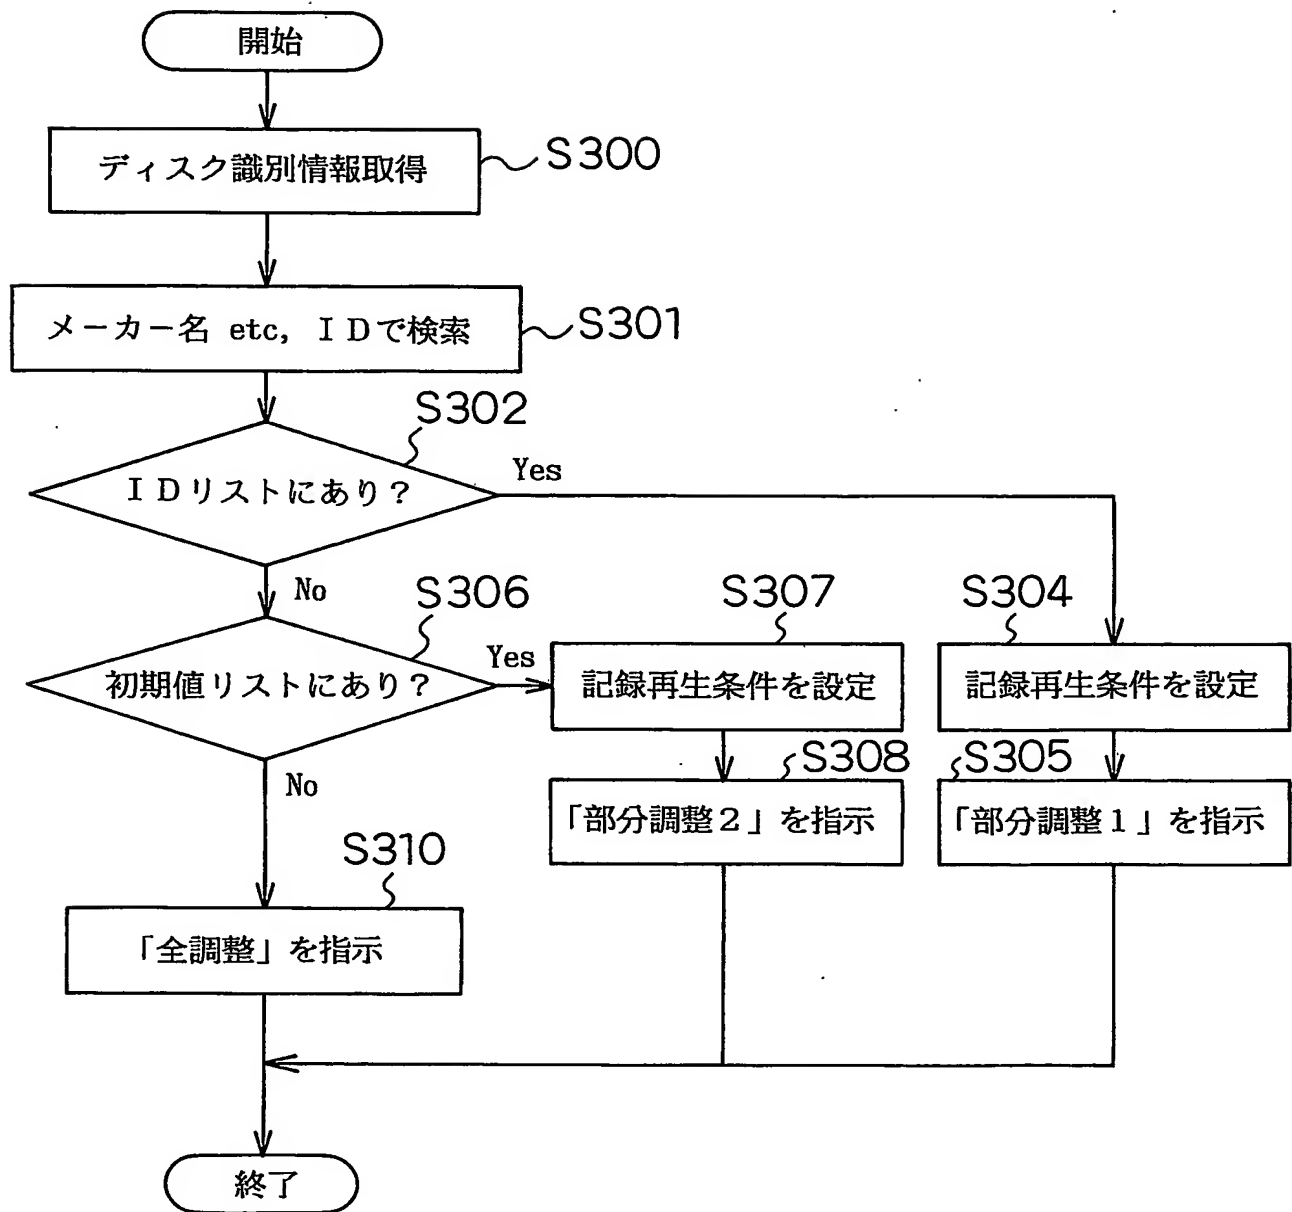 開始
ディスク識別情報取得
S300
メーカー名 etc, IDで検索
S301
S302
IDリストにあり?
Yes
No
S306
初期値リストにあり?
Yes
S307
記録再生条件を設定
S304
記録再生条件を設定
S308
「部分調整2」を指示
S305
「部分調整1」を指示
No
S310
「全調整」を指示
終了